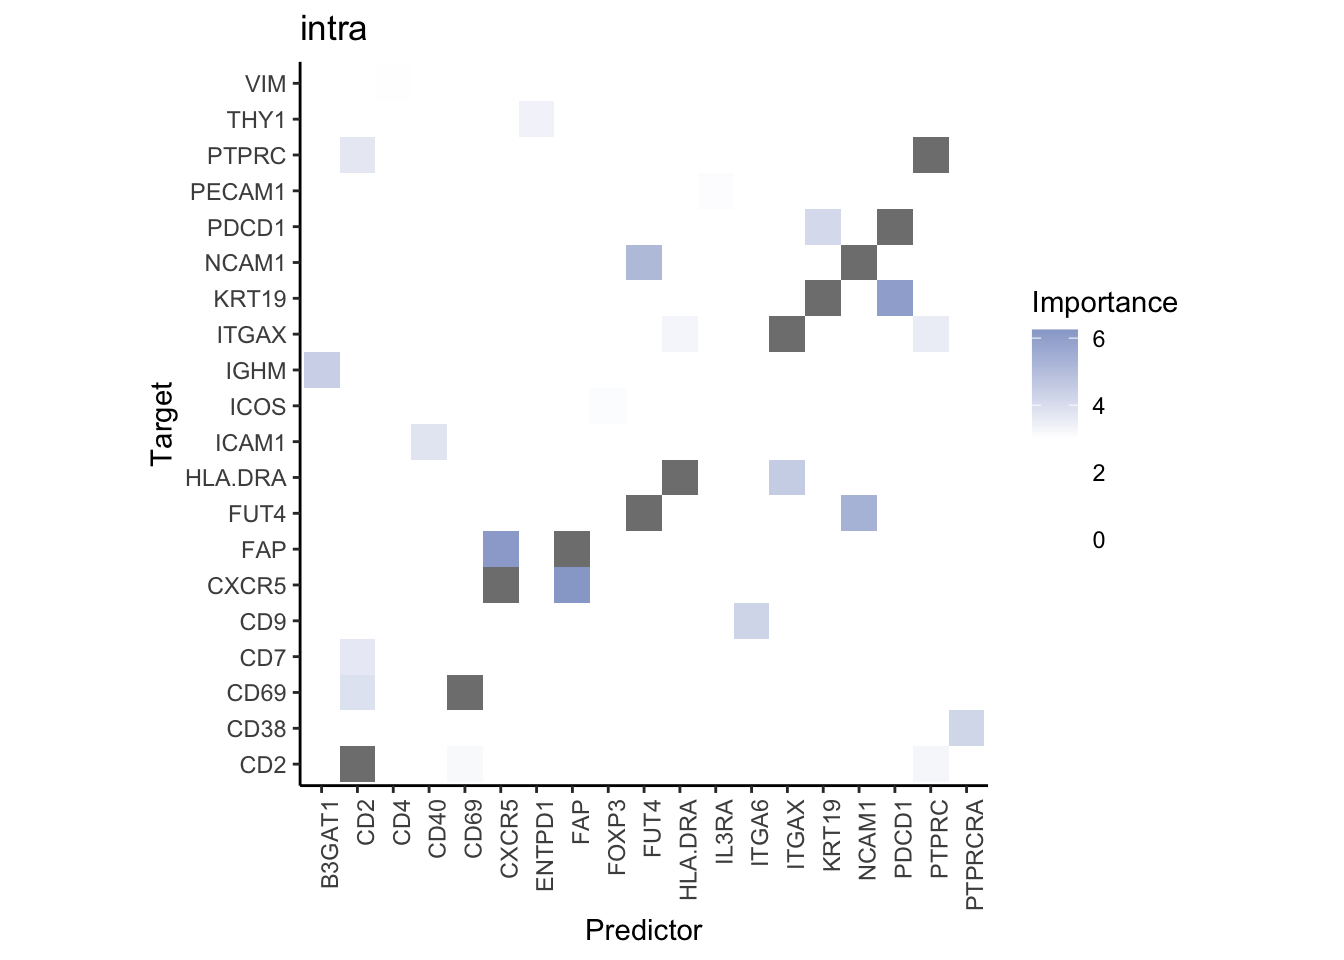 intra
VIM
THY1
PTPRC
PECAM1
PDCD1
NCAM1
KRT19
ITGAX
IGHM
ICOS
ICAM1
HLA.DRA
FUT4
FAP
CXCR5
CD9
CD7
CD69
CD38
CD2
Target
B3GAT1
CD2
CD4
CD40
CD69
CXCR5
ENTPD1
FAP
FOXP3
FUT4
HLA.DRA
IL3RA
ITGA6
ITGAX
KRT19
NCAM1
PDCD1
PTPRC
PTPRCRA
Predictor
Importance
6
4
2
0